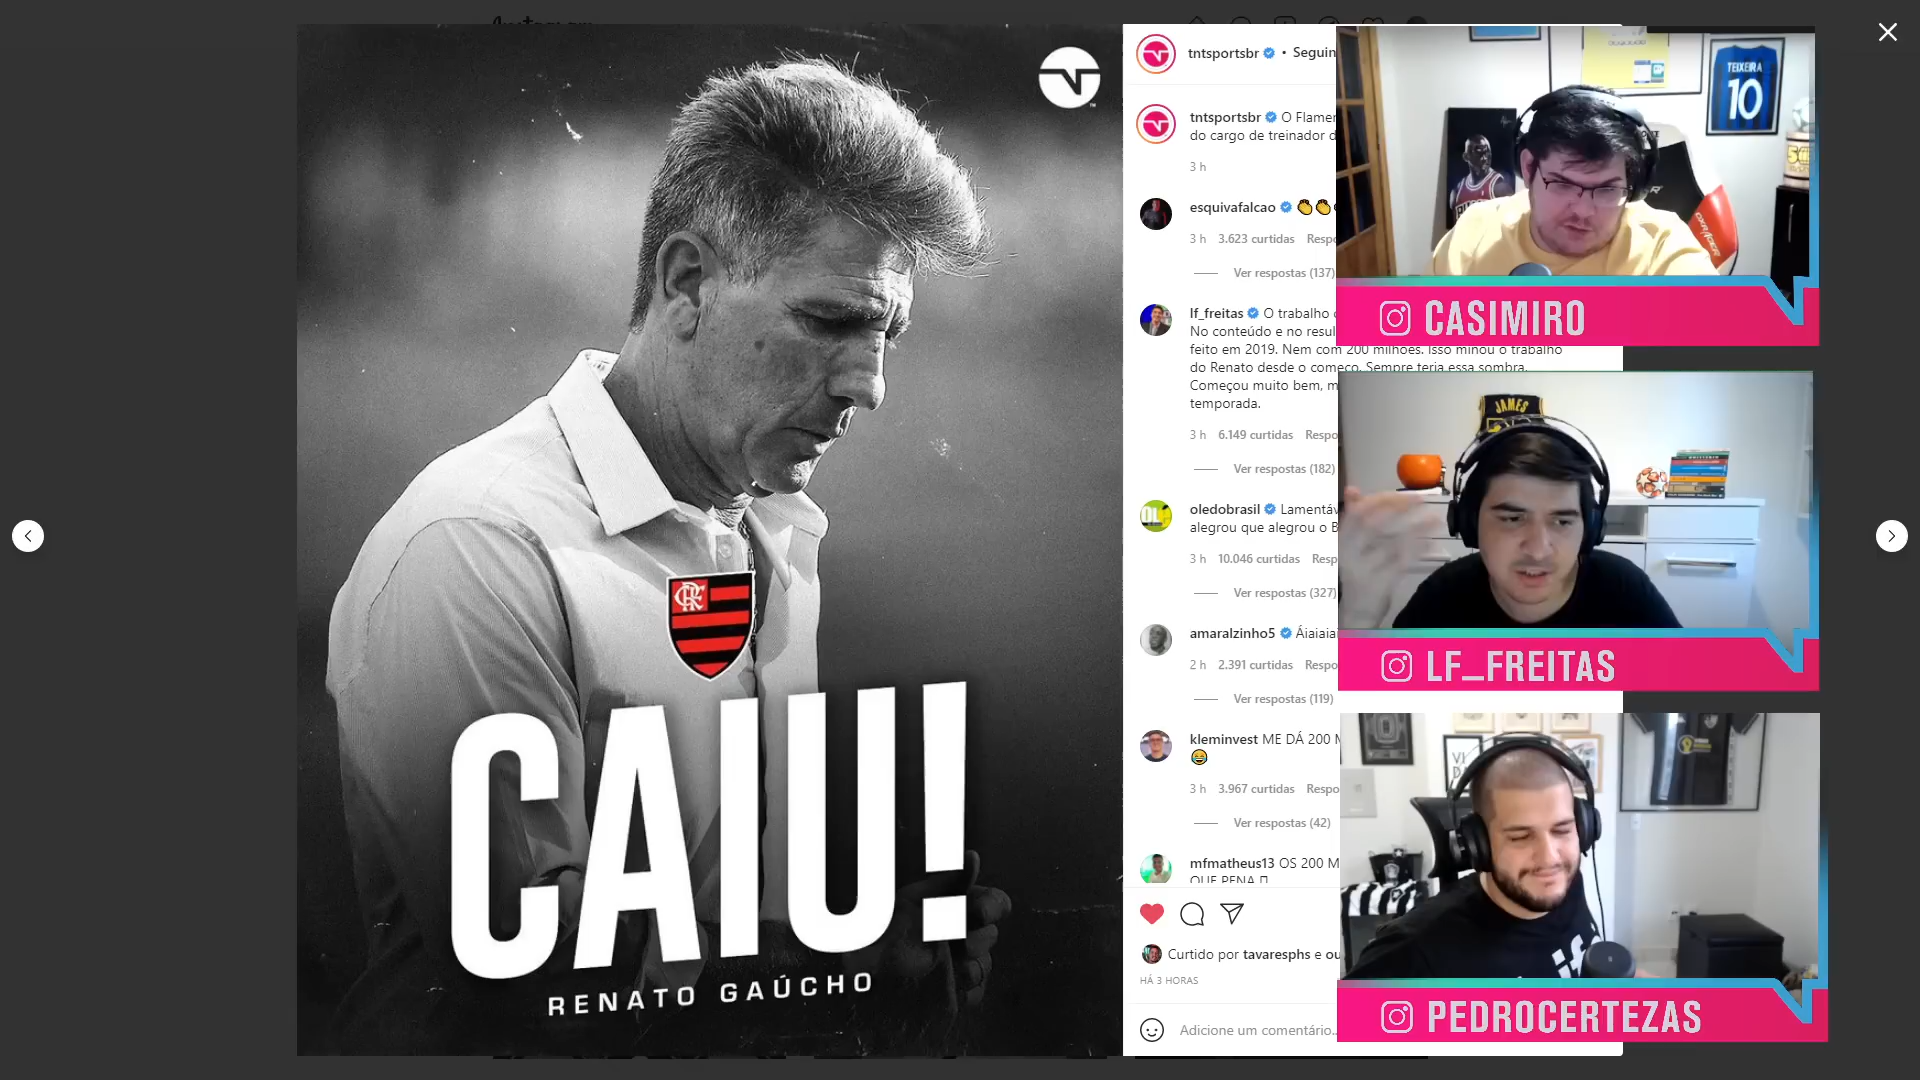 CAIU!
RENATO GAÚCHO
tntsportsbr • Seguin
tntsportsbr O Flamen
do cargo de treinador d
3 h
esquivafalcao
3 h 3.623 curtidas Respo
Ver respostas (137)
lf_freitas O trabalho
No conteúdo e no resul
feito em 2019. Nem com 200 milhões. Isso minou o trabalho
do Renato desde o começo. Sempre teria essa sombra.
Começou muito bem, m
temporada.
3 h 6.149 curtidas Respo
Ver respostas (182)
oledobrasil Lamentáv
alegrou que alegrou o B
3 h 10.046 curtidas Resp
Ver respostas (327)
amaralzinho5 Áiaiaiai
2 h 2.391 curtidas Respo
Ver respostas (119)
kleminvest ME DÁ 200 M
3 h 3.967 curtidas Respo
Ver respostas (42)
mfmatheus13 OS 200 M
QUE PENA
Curtido por tavaresphs e ou
HÁ 3 HORAS
Adicione um comentário...
TEIXEIRA
10
CASIMIRO
JAMES
LF_FREITAS
PEDROCERTEZAS